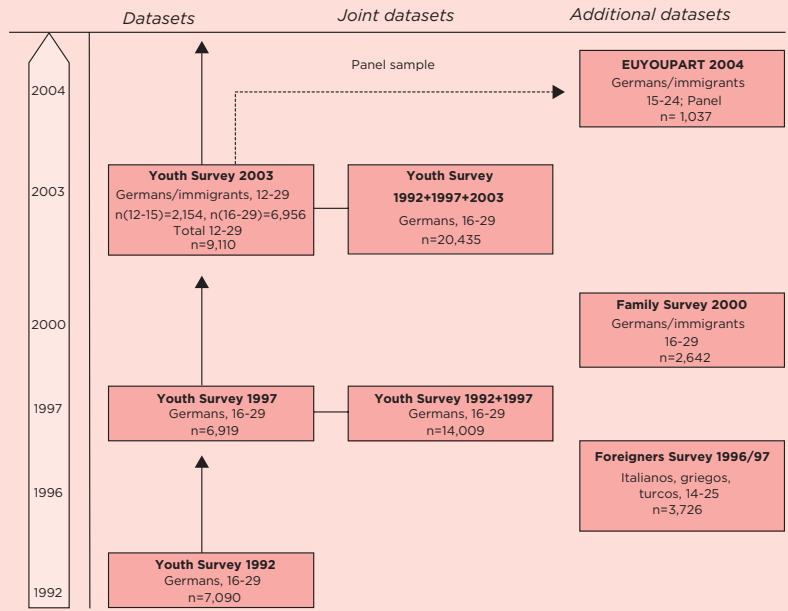 Datasets
Joint datasets
Additional datasets
2004
Panel sample
EUYOUPART 2004
Germans/immigrants
15-24; Panel
n= 1,037
2003
Youth Survey 2003
Germans/immigrants, 12-29
n(12-15)=2,154, n(16-29)=6,956
Total 12-29
n=9,110
Youth Survey
1992+1997+2003
Germans, 16-29
n=20,435
2000
Family Survey 2000
Germans/immigrants
16-29
n=2,642
1997
Youth Survey 1997
Germans, 16-29
n=6,919
Youth Survey 1992+1997
Germans, 16-29
n=14,009
1996
Foreigners Survey 1996/97
Italianos, griegos,
turcos, 14-25
n=3,726
1992
Youth Survey 1992
Germans, 16-29
n=7,090